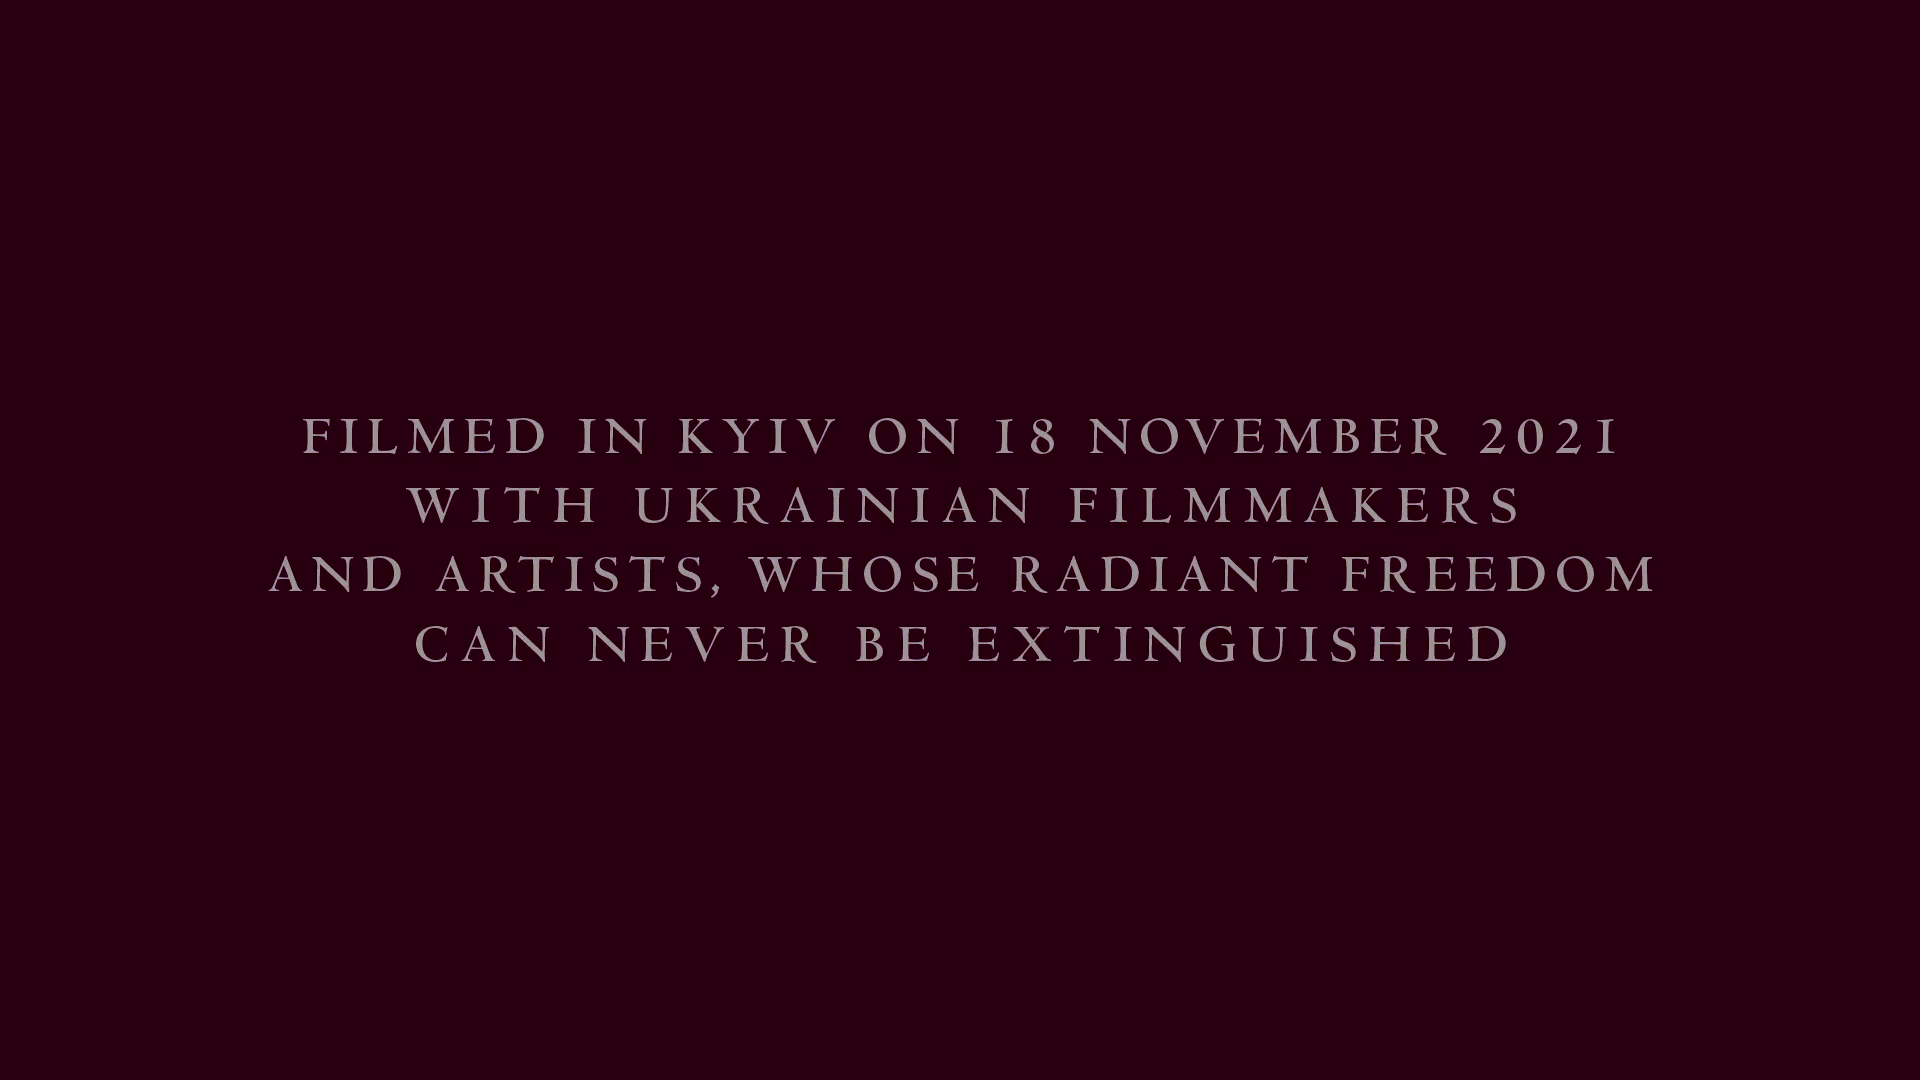 FILMED IN KYIV ON 18 NOVEMBER 2021
WITH UKRAINIAN FILMMAKERS
AND ARTISTS, WHOSE RADIANT FREEDOM
CAN NEVER BE EXTINGUISHED